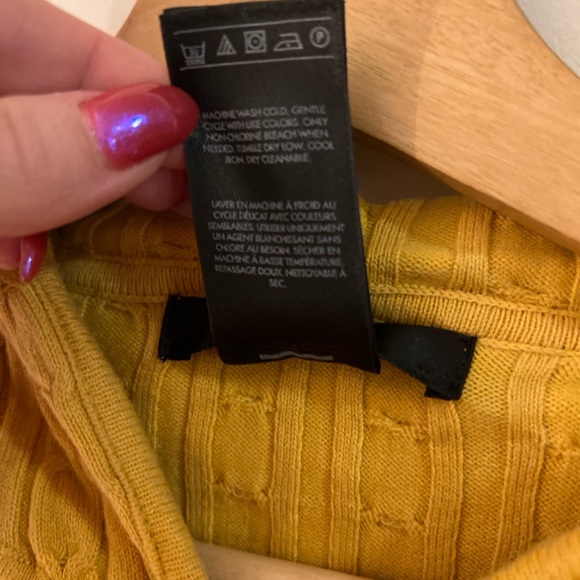 MACHINE WASH COLD, GENTLE
CYCLE WITH LIKE COLORS. ONLY
NON-CHLORINE BLEACH WHEN
NEEDED. TUMBLE DRY LOW. COOL
IRON. DRY CLEANABLE.
LAVER EN MACHINE À FROID AU
CYCLE DÉLICAT AVEC COULEURS
SEMBLABLES. UTILISER UNIQUEMENT
UN AGENT BLANCHISSANT SANS
CHLORE AU BESOIN. SÉCHER EN
MACHINE À BASSE TEMPÉRATURE.
REPASSAGE DOUX. NETTOYABLE À
SEC.